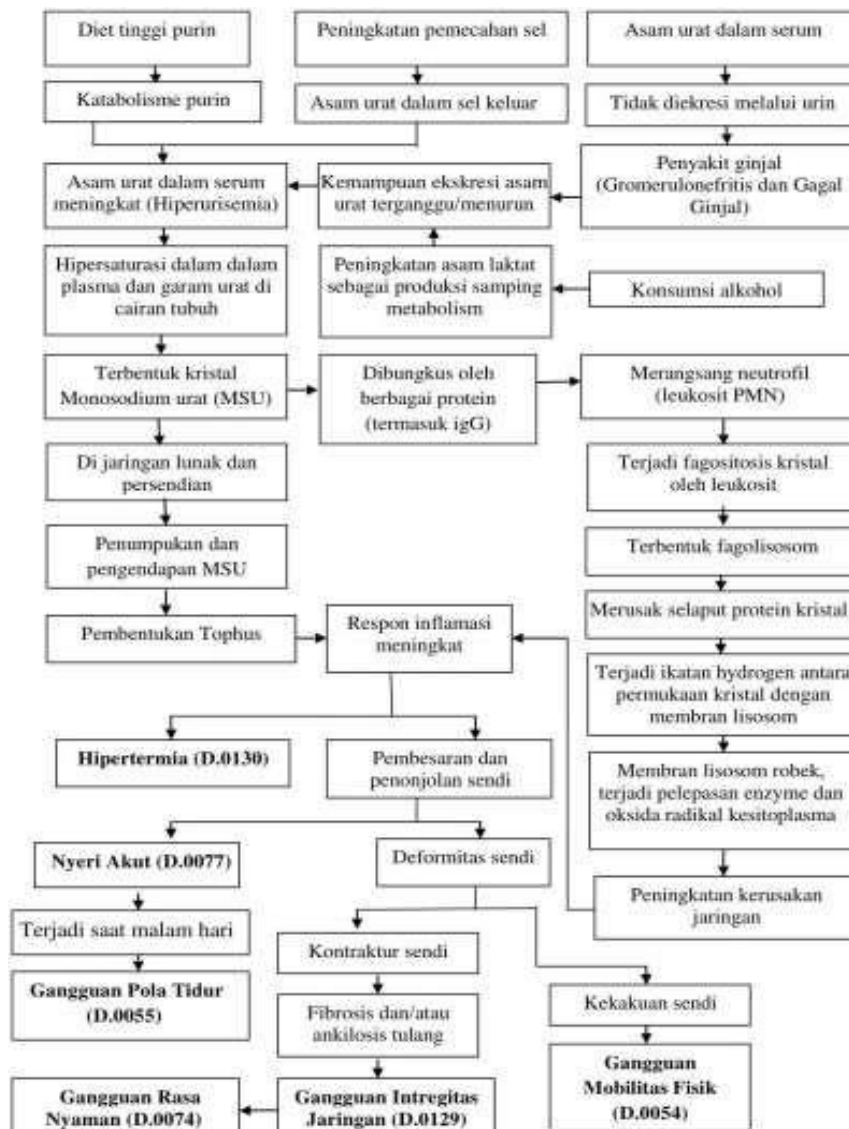 Diet tinggi purin
Peningkatan pemecahan sel
Asam urat dalam serum
Katabolisme purin
Asam urat dalam sel keluar
Tidak diekresi melalui urin
Asam urat dalam serum
meningkat (Hiperurisemia)
Kemampuan ekskresi asam
urat terganggu/menurun
Penyakit ginjal
(Gromerulonefritis dan Gagal
Ginjal)
Hipersaturasi dalam dalam
plasma dan garam urat di
cairan tubuh
Peningkatan asam laktat
sebagai produksi samping
metabolism
Konsumsi alkohol
Terbentuk kristal
Monosodium urat (MSU)
Dibungkus oleh
berbagai protein
(termasuk igG)
Merangsang neutrofil
(leukosit PMN)
Di jaringan lunak dan
persendian
Terjadi fagositosis kristal
oleh leukosit
Penumpukan dan
pengendapan MSU
Terbentuk fagolisosom
Pembentukan Tophus
Respon inflamasi
meningkat
Merusak selaput protein kristal
Terjadi ikatan hydrogen antara
permukaan kristal dengan
membran lisosom
Hipertermia (D.0130)
Pembesaran dan
penonjolan sendi
Membran lisosom robek,
terjadi pelepasan enzyme dan
oksida radikal kesitoplasma
Nyeri Akut (D.0077)
Deformitas sendi
Peningkatan kerusakan
jaringan
Terjadi saat malam hari
Kontraktur sendi
Gangguan Pola Tidur
(D.0055)
Fibrosis dan/atau
ankilosis tulang
Kekakuan sendi
Gangguan Rasa
Nyaman (D.0074)
Gangguan Intregitas
Jaringan (D.0129)
Gangguan
Mobilitas Fisik
(D.0054)